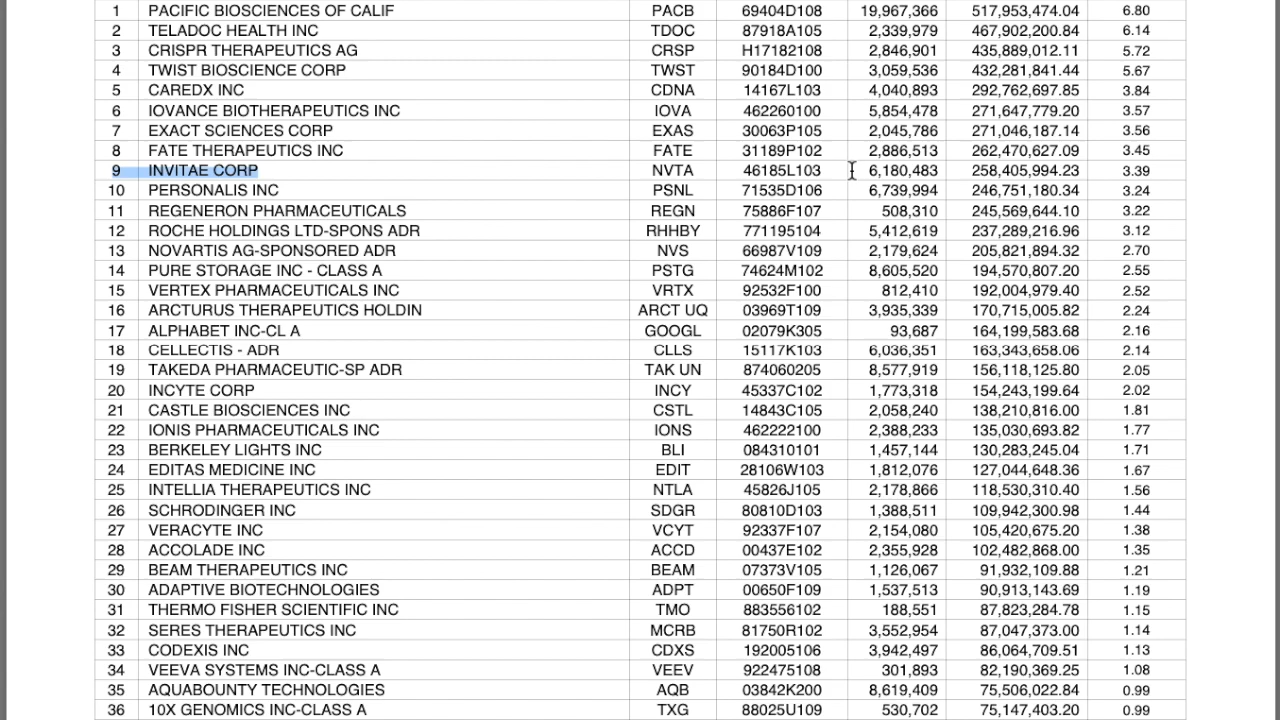 1 PACIFIC BIOSCIENCES OF CALIF PACB 69404D108 19,967,366 517,953,474.04 6.80
2 TELADOC HEALTH INC TDOC 87918A105 2,339,979 467,902,200.84 6.14
3 CRISPR THERAPEUTICS AG CRSP H17182108 2,846,901 435,889,012.11 5.72
4 TWIST BIOSCIENCE CORP TWST 90184D100 3,059,536 432,281,841.44 5.67
5 CAREDX INC CDNA 14167L103 4,040,893 292,762,697.85 3.84
6 IOVANCE BIOTHERAPEUTICS INC IOVA 462260100 5,854,478 271,647,779.20 3.57
7 EXACT SCIENCES CORP EXAS 30063P105 2,045,786 271,046,187.14 3.56
8 FATE THERAPEUTICS INC FATE 31189P102 2,886,513 262,470,627.09 3.45
9 INVITAE CORP NVTA 46185L103 6,180,483 258,405,994.23 3.39
10 PERSONALIS INC PSNL 71535D106 6,739,994 246,751,180.34 3.24
11 REGENERON PHARMACEUTICALS REGN 75886F107 508,310 245,569,644.10 3.22
12 ROCHE HOLDINGS LTD-SPONS ADR RHHBY 771195104 5,412,619 237,289,216.96 3.12
13 NOVARTIS AG-SPONSORED ADR NVS 66987V109 2,179,624 205,821,894.32 2.70
14 PURE STORAGE INC - CLASS A PSTG 74624M102 8,605,520 194,570,807.20 2.55
15 VERTEX PHARMACEUTICALS INC VRTX 92532F100 812,410 192,004,979.40 2.52
16 ARCTURUS THERAPEUTICS HOLDIN ARCT UQ 03969T109 3,935,339 170,715,005.82 2.24
17 ALPHABET INC-CL A GOOGL 02079K305 93,687 164,199,583.68 2.16
18 CELLECTIS - ADR CLLS 15117K103 6,036,351 163,343,658.06 2.14
19 TAKEDA PHARMACEUTIC-SP ADR TAK UN 874060205 8,577,919 156,118,125.80 2.05
20 INCYTE CORP INCY 45337C102 1,773,318 154,243,199.64 2.02
21 CASTLE BIOSCIENCES INC CSTL 14843C105 2,058,240 138,210,816.00 1.81
22 IONIS PHARMACEUTICALS INC IONS 462222100 2,388,233 135,030,693.82 1.77
23 BERKELEY LIGHTS INC BLI 084310101 1,457,144 130,283,245.04 1.71
24 EDITAS MEDICINE INC EDIT 28106W103 1,812,076 127,044,648.36 1.67
25 INTELLIA THERAPEUTICS INC NTLA 45826J105 2,178,866 118,530,310.40 1.56
26 SCHRODINGER INC SDGR 80810D103 1,388,511 109,942,300.98 1.44
27 VERACYTE INC VCYT 92337F107 2,154,080 105,420,675.20 1.38
28 ACCOLADE INC ACCD 00437E102 2,355,928 102,482,868.00 1.35
29 BEAM THERAPEUTICS INC BEAM 07373V105 1,126,067 91,932,109.88 1.21
30 ADAPTIVE BIOTECHNOLOGIES ADPT 00650F109 1,537,513 90,913,143.69 1.19
31 THERMO FISHER SCIENTIFIC INC TMO 883556102 188,551 87,823,284.78 1.15
32 SERES THERAPEUTICS INC MCRB 81750R102 3,552,954 87,047,373.00 1.14
33 CODEXIS INC CDXS 192005106 3,942,497 86,064,709.51 1.13
34 VEEVA SYSTEMS INC-CLASS A VEEV 922475108 301,893 82,190,369.25 1.08
35 AQUABOUNTY TECHNOLOGIES AQB 03842K200 8,619,409 75,506,022.84 0.99
36 10X GENOMICS INC-CLASS A TXG 88025U109 530,702 75,147,403.20 0.99